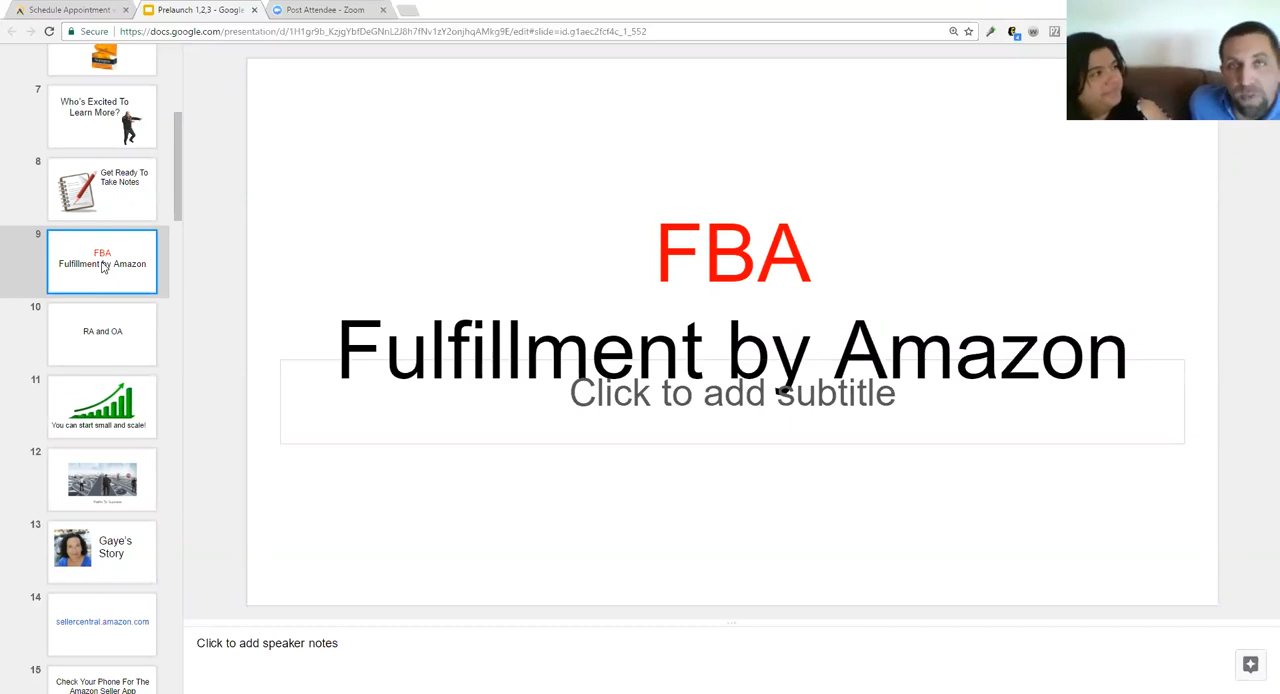 Schedule Appointment
Prelaunch 1,2,3 - Google
Post Attendee - Zoom
Secure
https://docs.google.com/presentation/d/1H1gr9b_KzjgYbfDeGNnL2J8h7fNv1zY2onjhqAMkg9E/edit#slide=id.g1aec2fcf4c_1_552
7
Who's Excited To
Learn More?
8
Get Ready To
Take Notes
9
FBA
Fulfillment by Amazon
10
RA and OA
11
You can start small and scale!
12
13
Gaye's
Story
14
sellercentral.amazon.com
15
Check Your Phone For The
Amazon Seller App
FBA
Fulfillment by Amazon
Click to add subtitle
Click to add speaker notes